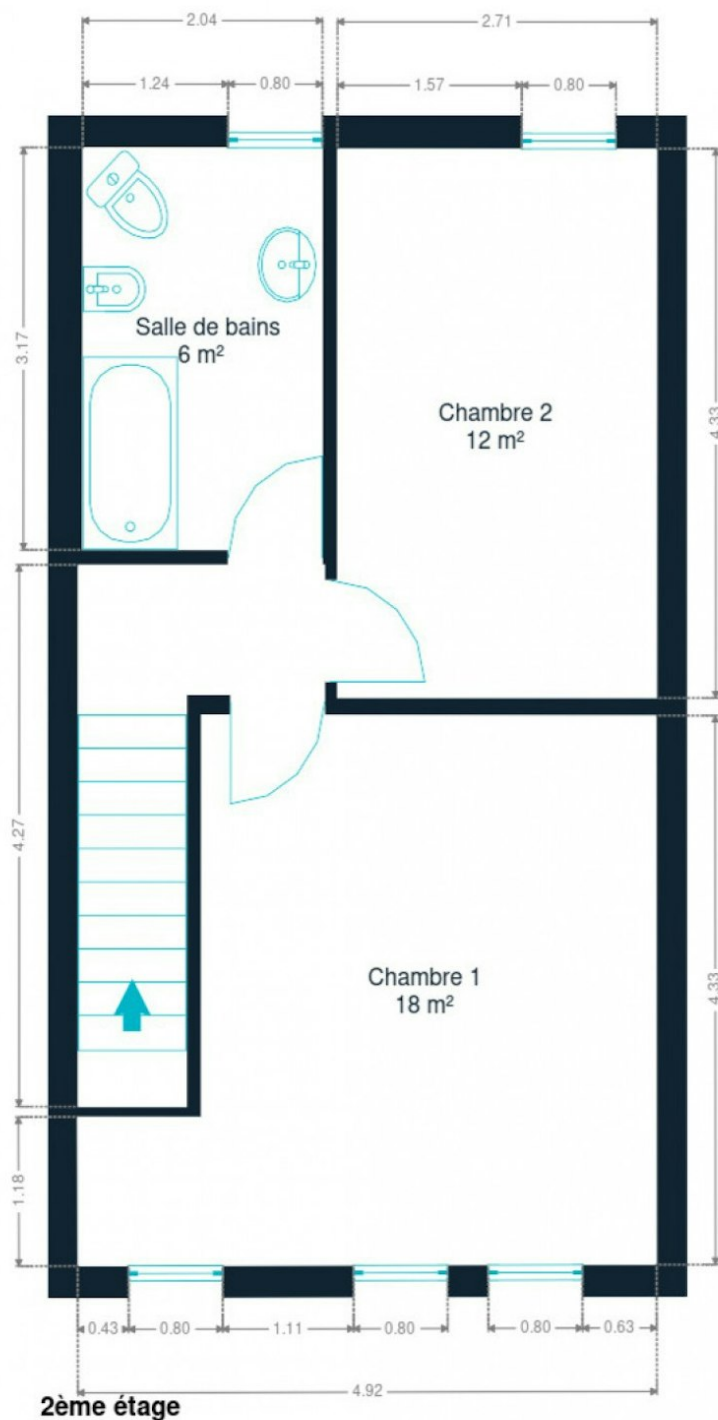 2.04
2.71
1.24
0.80
1.57
0.80
3.17
Salle de bains
6 m²
Chambre 2
12 m²
4.33
4.27
Chambre 1
18 m²
4.33
1.18
0.43
0.80
1.11
0.80
0.80
0.63
4.92
2ème étage